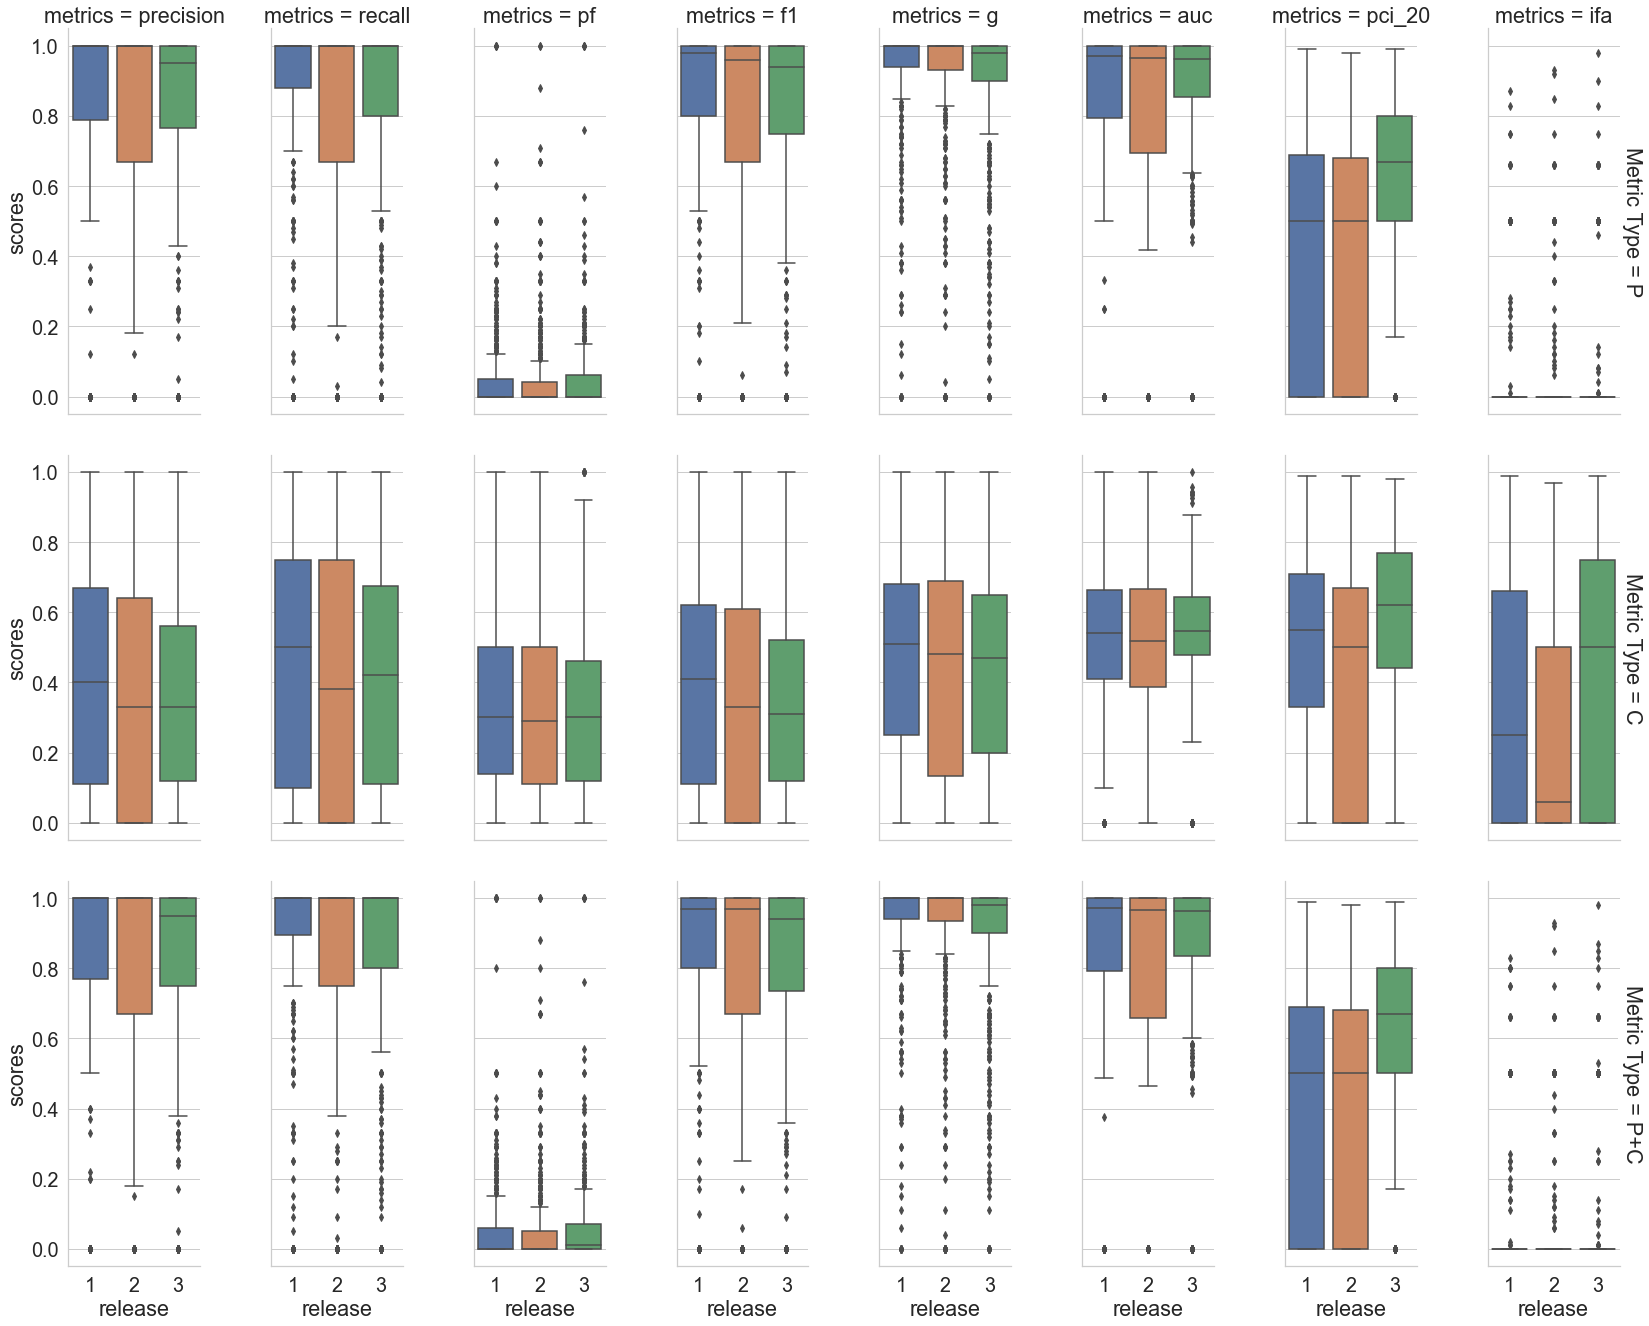 metrics = precision
metrics = recall
metrics = pf
metrics = f1
metrics = g
metrics = auc
metrics = pci_20
metrics = ifa
1.0
0.8
0.6
0.4
0.2
0.0
scores
Metric Type = P
1.0
0.8
0.6
0.4
0.2
0.0
scores
Metric Type = C
1.0
0.8
0.6
0.4
0.2
0.0
scores
Metric Type = P+C
1 2 3
1 2 3
1 2 3
1 2 3
1 2 3
1 2 3
1 2 3
1 2 3
release
release
release
release
release
release
release
release